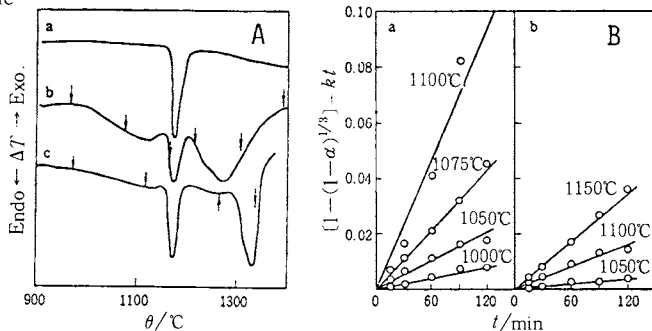 A
a
b
c
Endo ← ΔT → Exo.
900
1100
1300
θ/℃
B
a
b
[1−(1−α)^{1/3}]=kt
0.10
0.08
0.06
0.04
0.02
1100℃
1075℃
1050℃
1000℃
1150℃
1100℃
1050℃
0
60
120
0
60
120
t/min